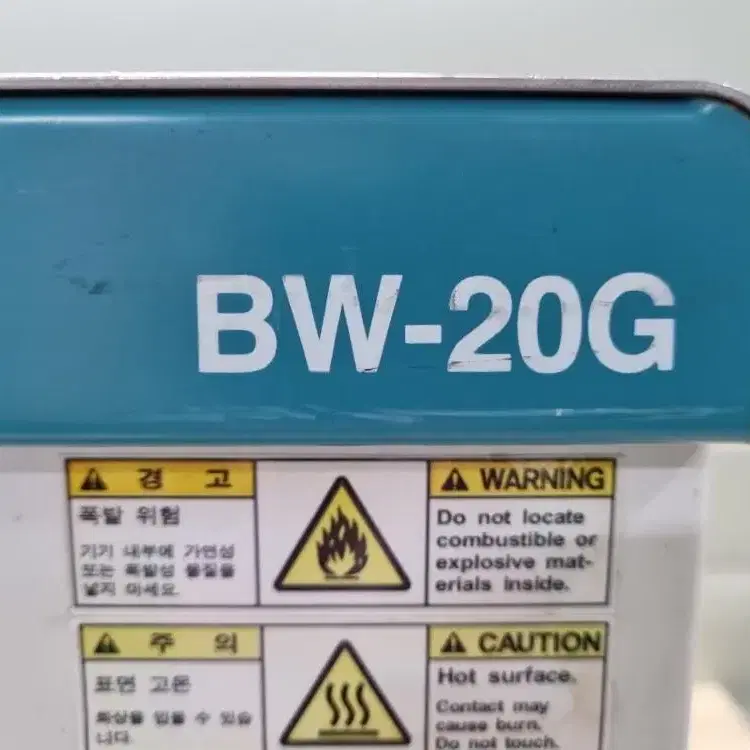 BW-20G
경 고
폭발 위험
기기 내부에 가연성
또는 폭발성 물질을
넣지 마세요.
WARNING
Do not locate
combustible or
explosive mat-
erials inside.
주 의
표면 고온
화상을 입을 수 있습
니다.
CAUTION
Hot surface.
Contact may
cause burn.
Do not touch.